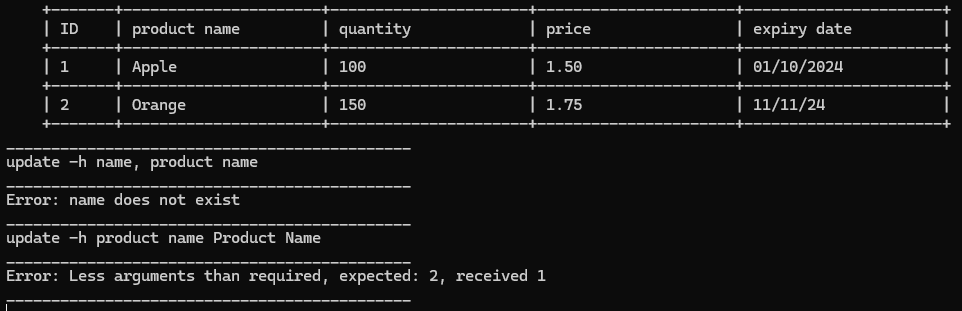 ID product name quantity price expiry date
1 Apple 100 1.50 01/10/2024
2 Orange 150 1.75 11/11/24
update -h name, product name
Error: name does not exist
update -h product name Product Name
Error: Less arguments than required, expected: 2, received 1